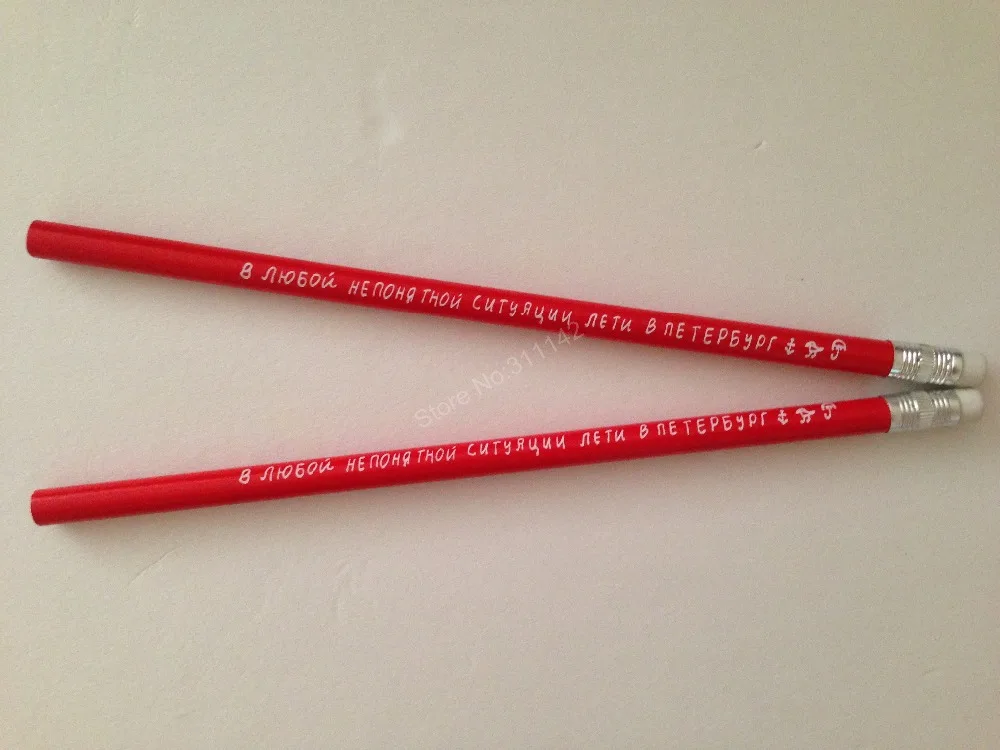 В ЛЮБОЙ НЕПОНЯТНОЙ СИТУАЦИИ ЛЕТИ В ПЕТЕРБУРГ
Store No:311142
В ЛЮБОЙ НЕПОНЯТНОЙ СИТУАЦИИ ЛЕТИ В ПЕТЕРБУРГ